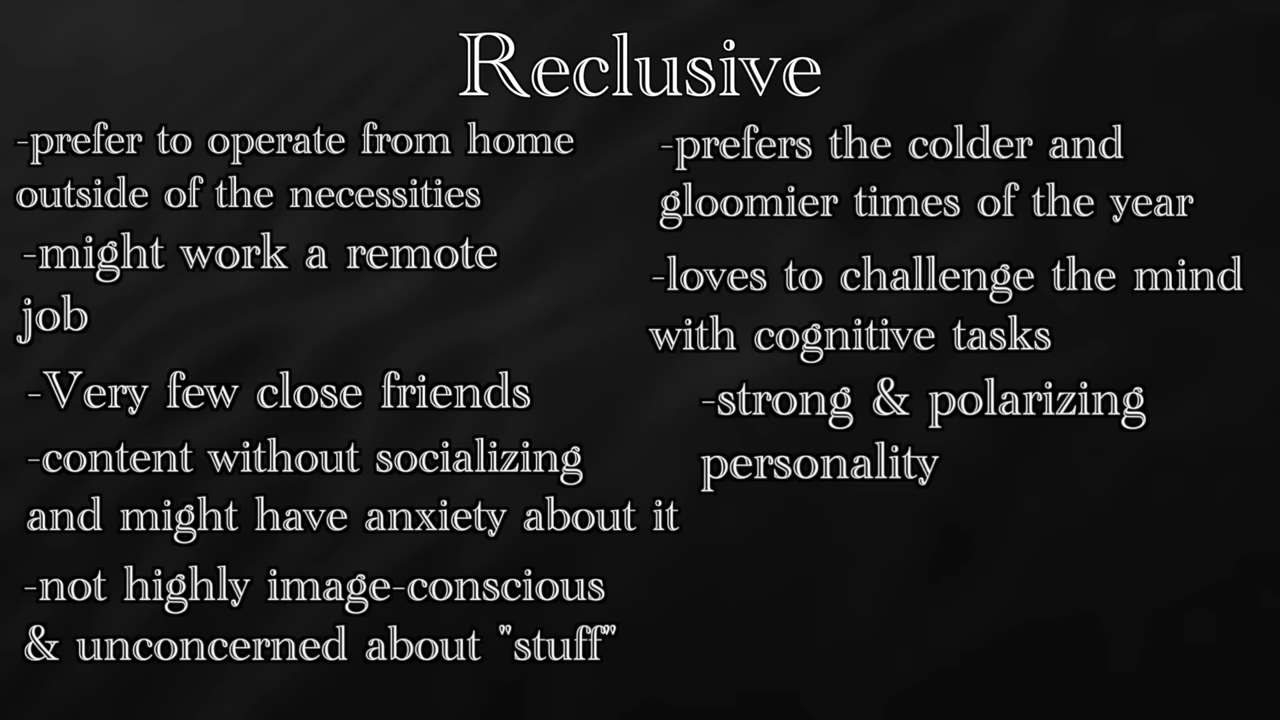 Reclusive
-prefer to operate from home
outside of the necessities
-might work a remote
job
-Very few close friends
-content without socializing
and might have anxiety about it
-not highly image-conscious
& unconcerned about "stuff"
-prefers the colder and
gloomier times of the year
-loves to challenge the mind
with cognitive tasks
-strong & polarizing
personality